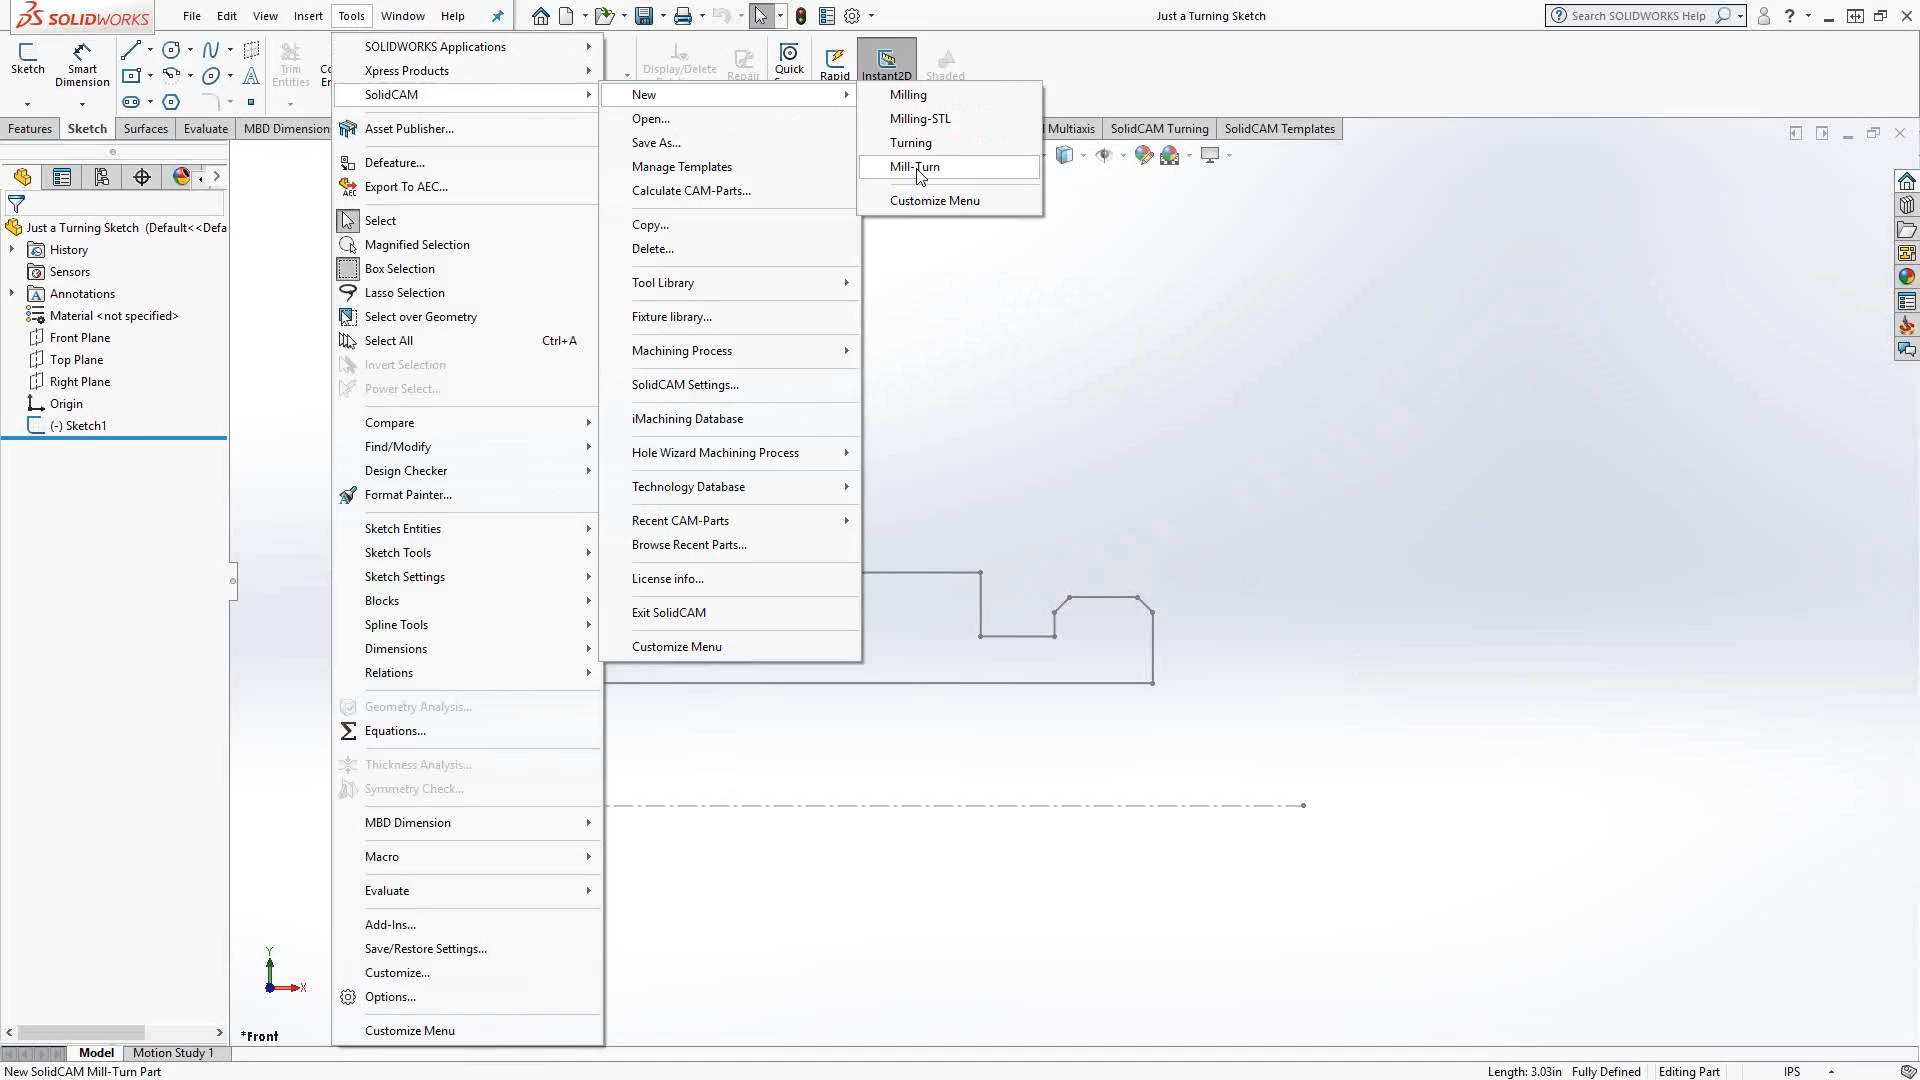 SOLIDWORKS
File Edit View Insert Tools Window Help
Just a Turning Sketch
Search SOLIDWORKS Help
Sketch
Smart Dimension
Trim Entities
Display/Delete
Repair
Quick
Rapid
Instant2D
Shaded
Features Sketch Surfaces Evaluate MBD Dimension
Multiaxis SolidCAM Turning SolidCAM Templates
Just a Turning Sketch (Default<<Defa
History
Sensors
Annotations
Material <not specified>
Front Plane
Top Plane
Right Plane
Origin
(-) Sketch1
SOLIDWORKS Applications
Xpress Products
SolidCAM
Asset Publisher...
Defeature...
Export To AEC...
Select
Magnified Selection
Box Selection
Lasso Selection
Select over Geometry
Select All Ctrl+A
Invert Selection
Power Select...
Compare
Find/Modify
Design Checker
Format Painter...
Sketch Entities
Sketch Tools
Sketch Settings
Blocks
Spline Tools
Dimensions
Relations
Geometry Analysis...
Equations...
Thickness Analysis...
Symmetry Check...
MBD Dimension
Macro
Evaluate
Add-Ins...
Save/Restore Settings...
Customize...
Options...
Customize Menu
New
Open...
Save As...
Manage Templates
Calculate CAM-Parts...
Copy...
Delete...
Tool Library
Fixture library...
Machining Process
SolidCAM Settings...
iMachining Database
Hole Wizard Machining Process
Technology Database
Recent CAM-Parts
Browse Recent Parts...
License info...
Exit SolidCAM
Customize Menu
Milling
Milling-STL
Turning
Mill-Turn
Customize Menu
Y
X
*Front
Model Motion Study 1
New SolidCAM Mill-Turn Part
Length: 3.03in Fully Defined Editing Part IPS